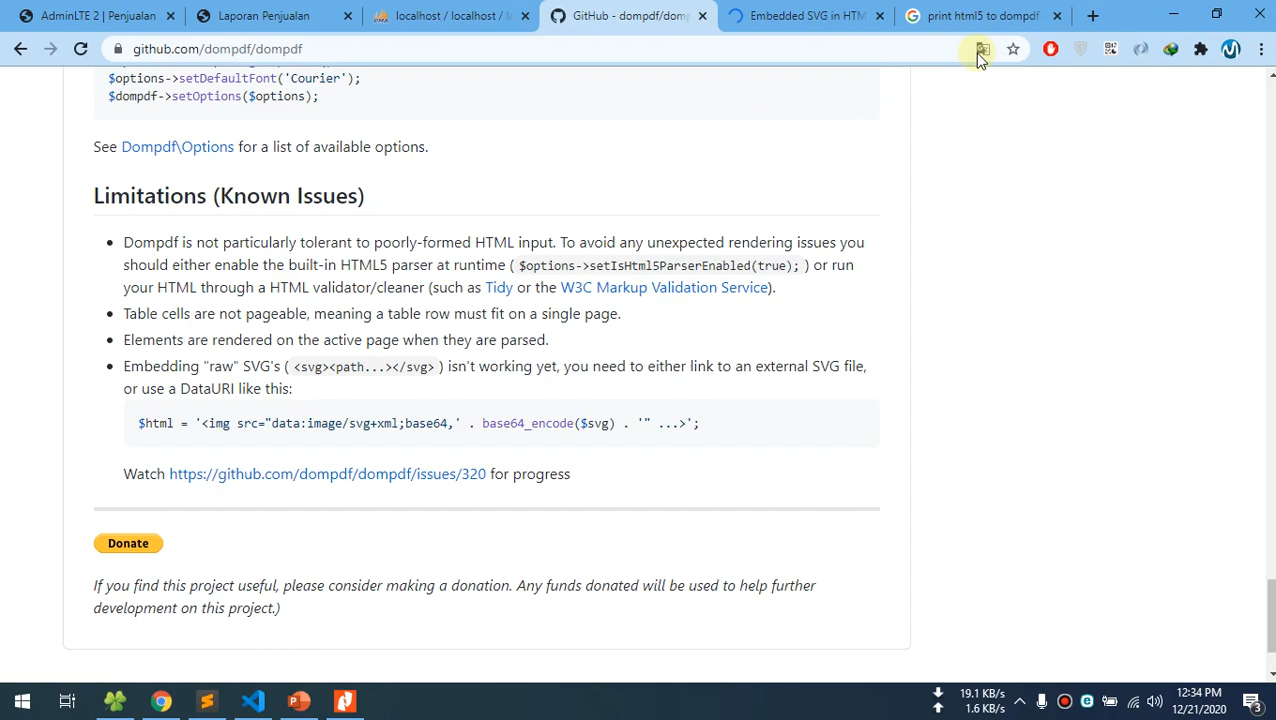 AdminLTE 2 | Penjualan
Laporan Penjualan
localhost / localhost /
GitHub - dompdf/domp
Embedded SVG in HTM
print html5 to dompdf
github.com/dompdf/dompdf
$options->setDefaultFont('Courier');
$dompdf->setOptions($options);
See Dompdf\Options for a list of available options.
Limitations (Known Issues)
Dompdf is not particularly tolerant to poorly-formed HTML input. To avoid any unexpected rendering issues you
should either enable the built-in HTML5 parser at runtime ( $options->setIsHtml5ParserEnabled(true); ) or run
your HTML through a HTML validator/cleaner (such as Tidy or the W3C Markup Validation Service).
Table cells are not pageable, meaning a table row must fit on a single page.
Elements are rendered on the active page when they are parsed.
Embedding "raw" SVG's ( <svg><path...></svg> ) isn't working yet, you need to either link to an external SVG file,
or use a DataURI like this:
$html = '<img src="data:image/svg+xml;base64,' . base64_encode($svg) . '" ...>';
Watch https://github.com/dompdf/dompdf/issues/320 for progress
Donate
If you find this project useful, please consider making a donation. Any funds donated will be used to help further
development on this project.)
19.1 KB/s
1.6 KB/s
12:34 PM
12/21/2020
3